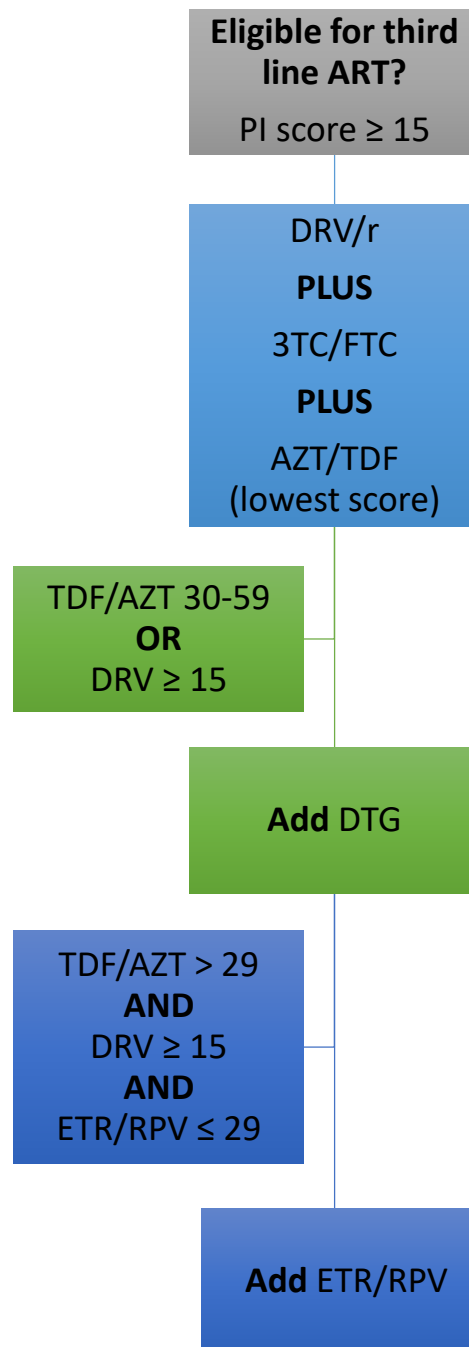 Eligible for third
line ART?
PI score ≥ 15
DRV/r
PLUS
3TC/FTC
PLUS
AZT/TDF
(lowest score)
TDF/AZT 30-59
OR
DRV ≥ 15
Add DTG
TDF/AZT > 29
AND
DRV ≥ 15
AND
ETR/RPV ≤ 29
Add ETR/RPV